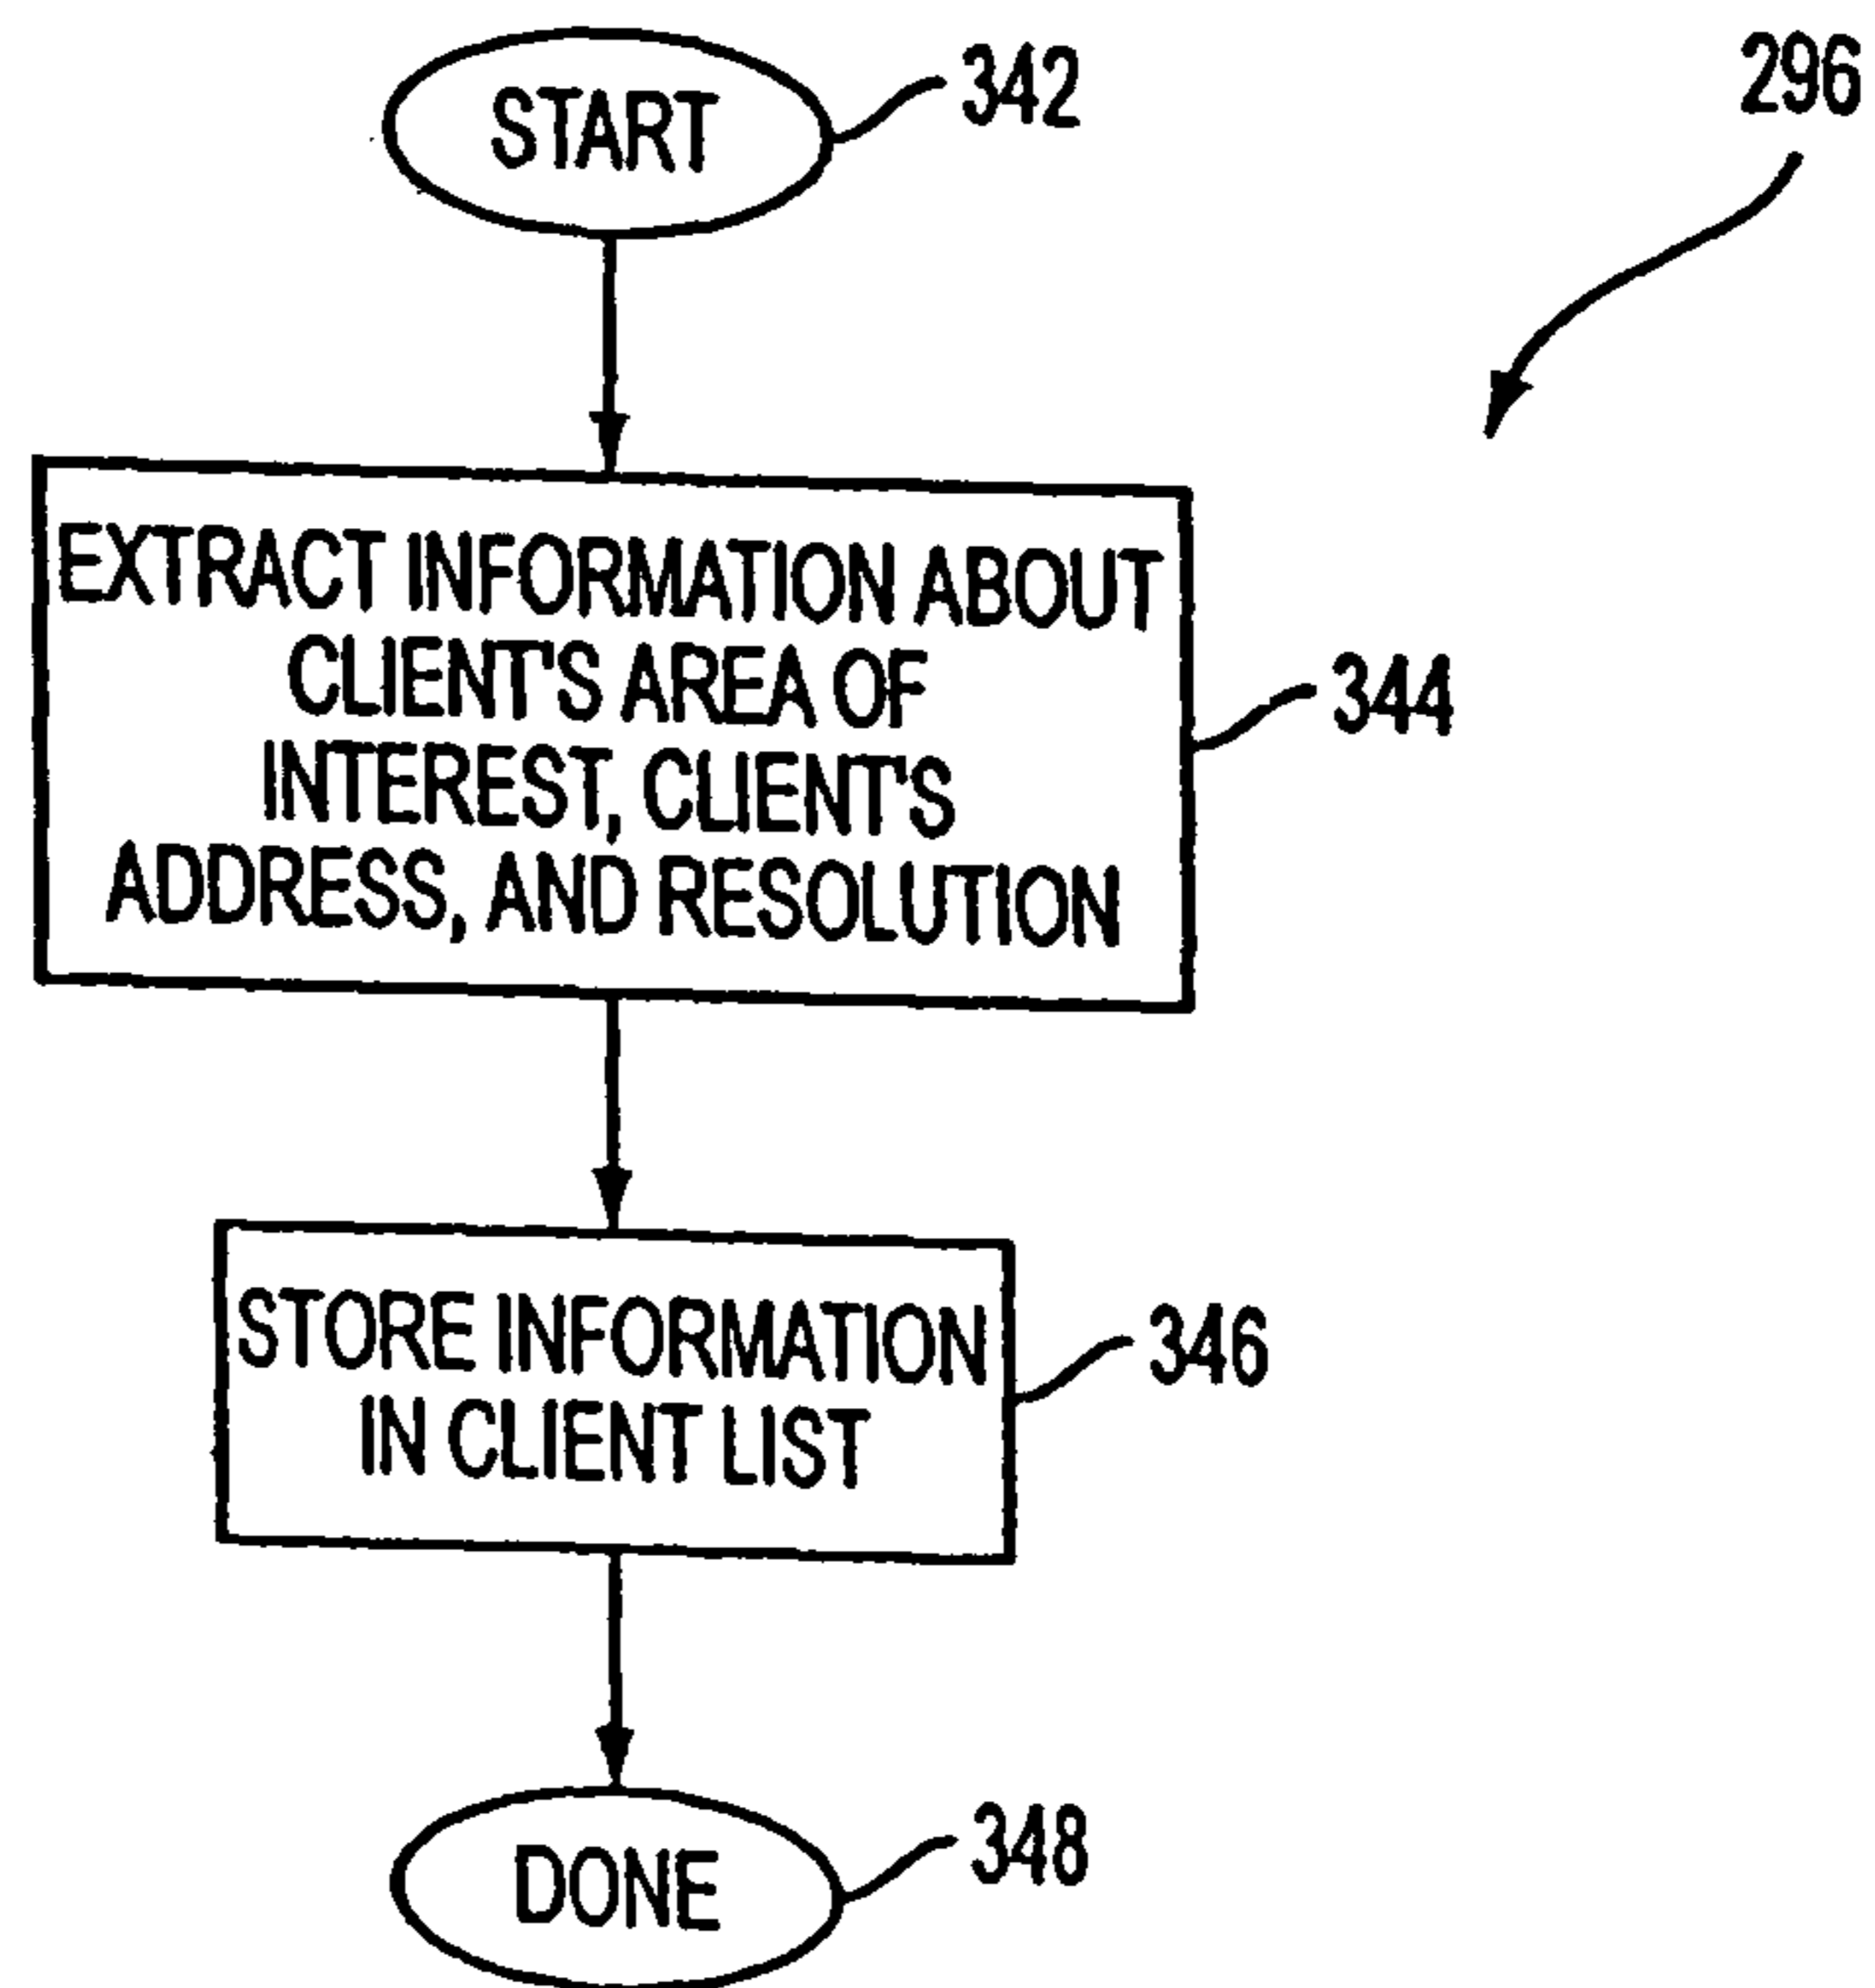 START
342
296
EXTRACT INFORMATION ABOUT
CLIENT'S AREA OF
INTEREST, CLIENT'S
ADDRESS, AND RESOLUTION
344
STORE INFORMATION
IN CLIENT LIST
346
DONE
348